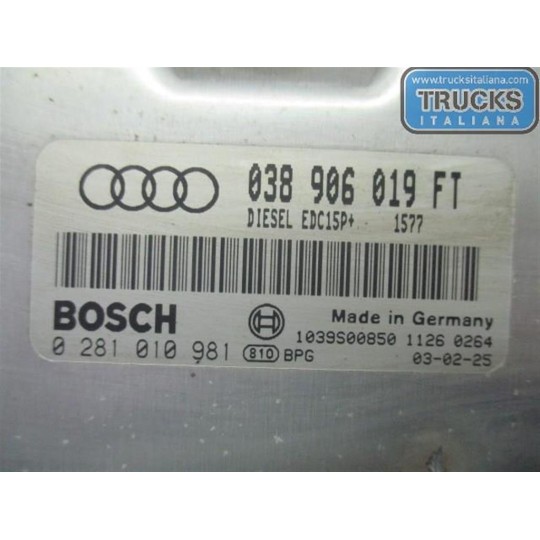 www.trucksitaliana.com
TRUCKS
ITALIANA
038 906 019 FT
DIESEL EDC15P+ 1577
BOSCH
Made in Germany
1039S00850 1126 0264
0 281 010 981 810 BPG 03-02-25